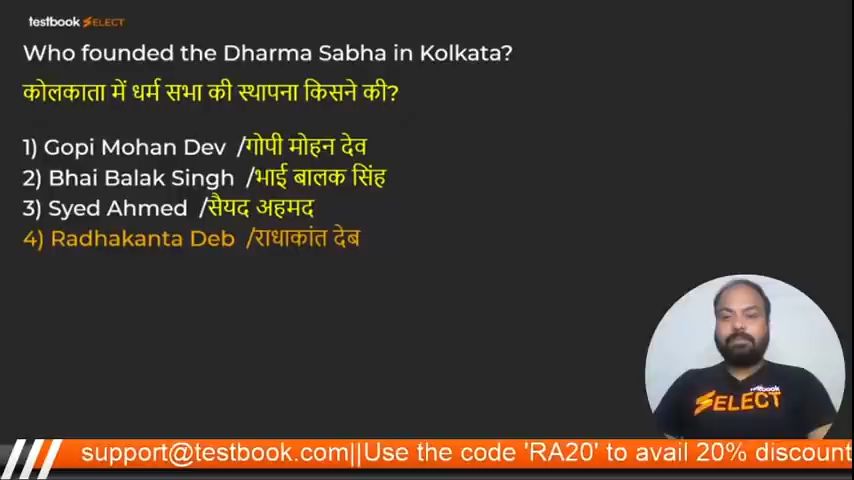 testbook SELECT
Who founded the Dharma Sabha in Kolkata?
कोलकाता में धर्म सभा की स्थापना किसने की?
1) Gopi Mohan Dev /गोपी मोहन देव
2) Bhai Balak Singh /भाई बालक सिंह
3) Syed Ahmed /सैयद अहमद
4) Radhakanta Deb /राधाकांत देब
testbook
SELECT
support@testbook.com||Use the code 'RA20' to avail 20% discount